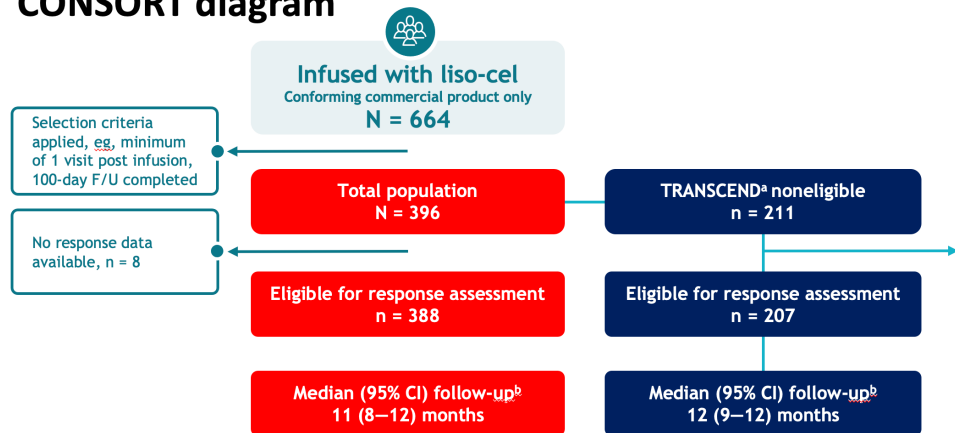 CONSORT diagram
Infused with liso-cel
Conforming commercial product only
N = 664
Selection criteria
applied, eg, minimum
of 1 visit post infusion,
100-day F/U completed
Total population
N = 396
TRANSCENDᵃ noneligible
n = 211
No response data
available, n = 8
Eligible for response assessment
n = 388
Eligible for response assessment
n = 207
Median (95% CI) follow-upᵇ
11 (8—12) months
Median (95% CI) follow-upᵇ
12 (9—12) months